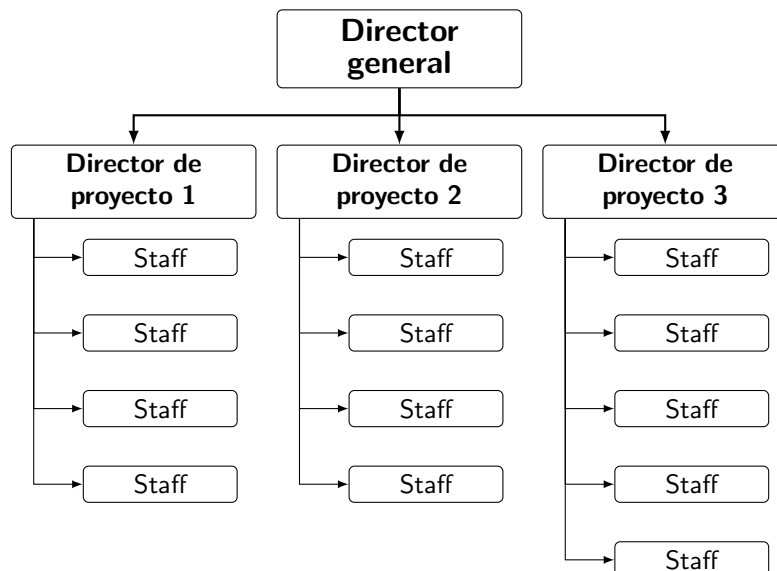 Director
general
Director de
proyecto 1
Director de
proyecto 2
Director de
proyecto 3
Staff
Staff
Staff
Staff
Staff
Staff
Staff
Staff
Staff
Staff
Staff
Staff
Staff